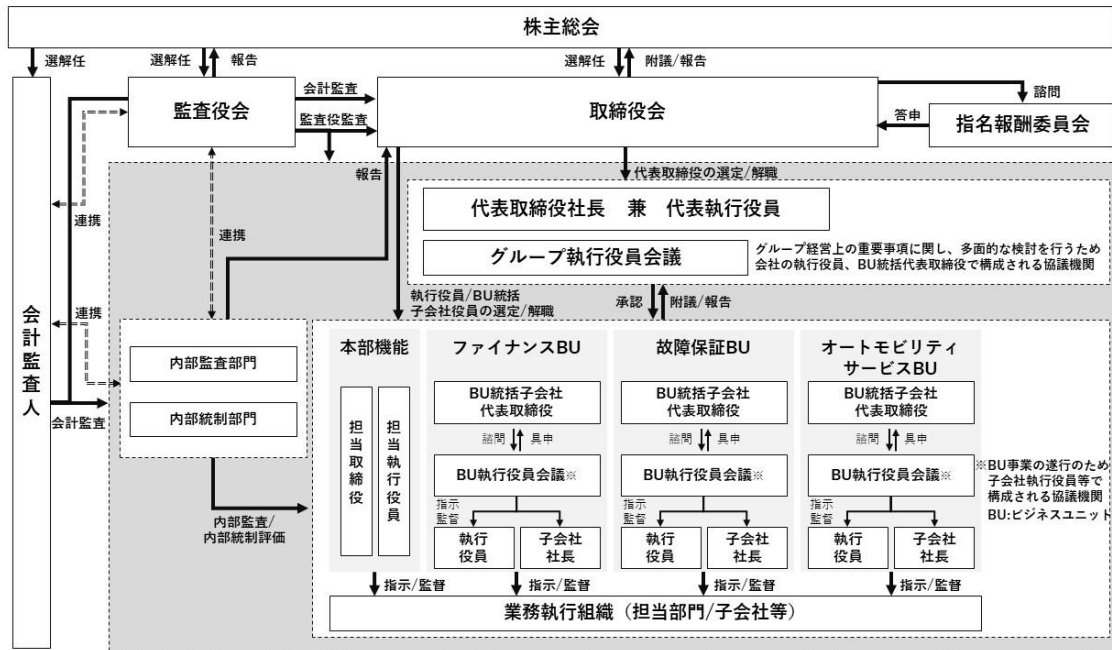 株主総会
選解任
選解任
報告
選解任
附議/報告
監査役会
会計監査
監査役監査
取締役会
諮問
答申
指名報酬委員会
報告
代表取締役の選定/解職
代表取締役社長 兼 代表執行役員
グループ執行役員会議
グループ経営上の重要事項に関し、多面的な検討を行うため
会社の執行役員、BU統括代表取締役で構成される協議機関
連携
連携
連携
会計監査人
会計監査
執行役員/BU統括
子会社役員の選定/解職
承認
附議/報告
内部監査部門
内部統制部門
内部監査/
内部統制評価
本部機能
担当取締役
担当執行役員
ファイナンスBU
BU統括子会社
代表取締役
諮問
具申
BU執行役員会議※
指示
監督
執行
役員
子会社
社長
故障保証BU
BU統括子会社
代表取締役
諮問
具申
BU執行役員会議※
指示
監督
執行
役員
子会社
社長
オートモビリティ
サービスBU
BU統括子会社
代表取締役
諮問
具申
BU執行役員会議※
指示
監督
執行
役員
子会社
社長
※BU事業の遂行のため
子会社執行役員等で
構成される協議機関
BU:ビジネスユニット
指示/監督
指示/監督
指示/監督
指示/監督
業務執行組織（担当部門/子会社等）